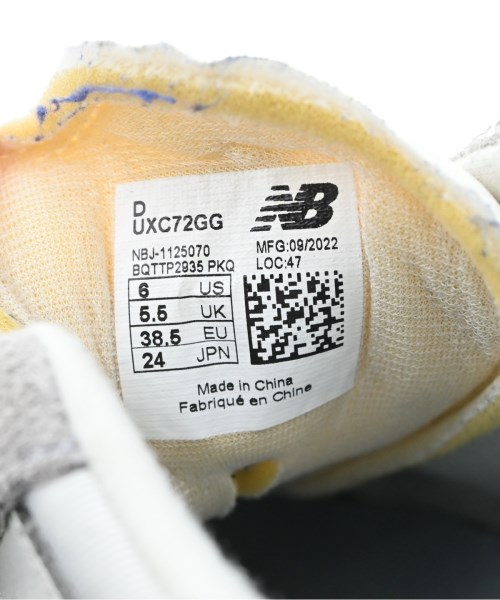 D
UXC72GG
NB
NBJ-1125070
BQTTP2935 PKQ
MFG:09/2022
LOC:47
6 US
5.5 UK
38.5 EU
24 JPN
Made in China
Fabriqué en Chine